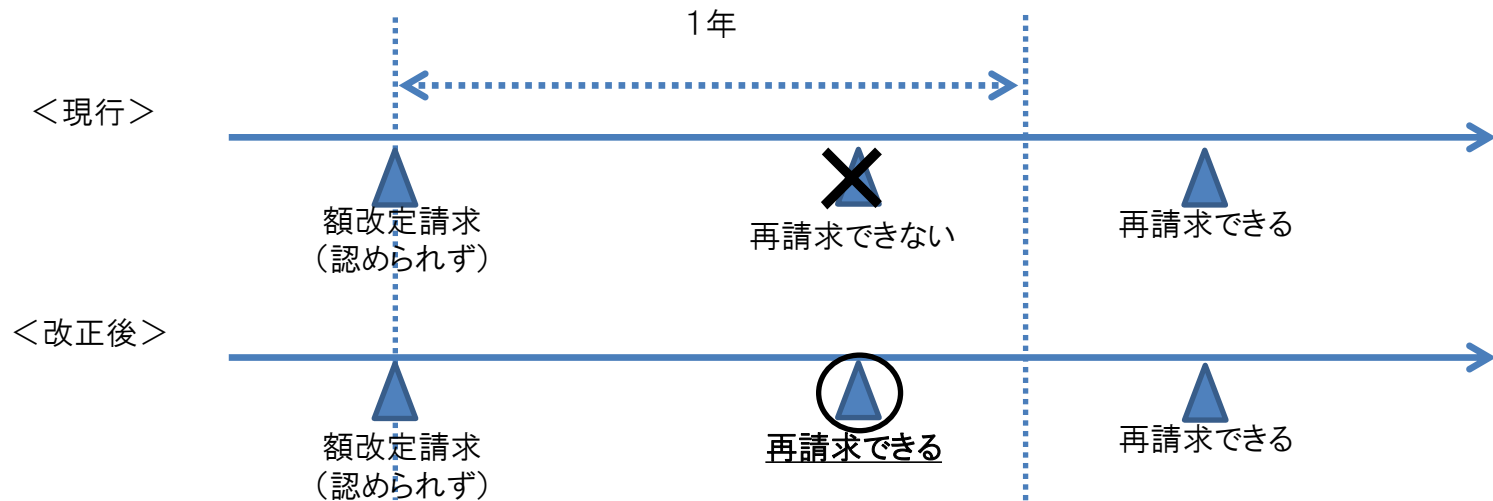 1年
＜現行＞
額改定請求
（認められず）
再請求できない
再請求できる
＜改正後＞
額改定請求
（認められず）
再請求できる
再請求できる